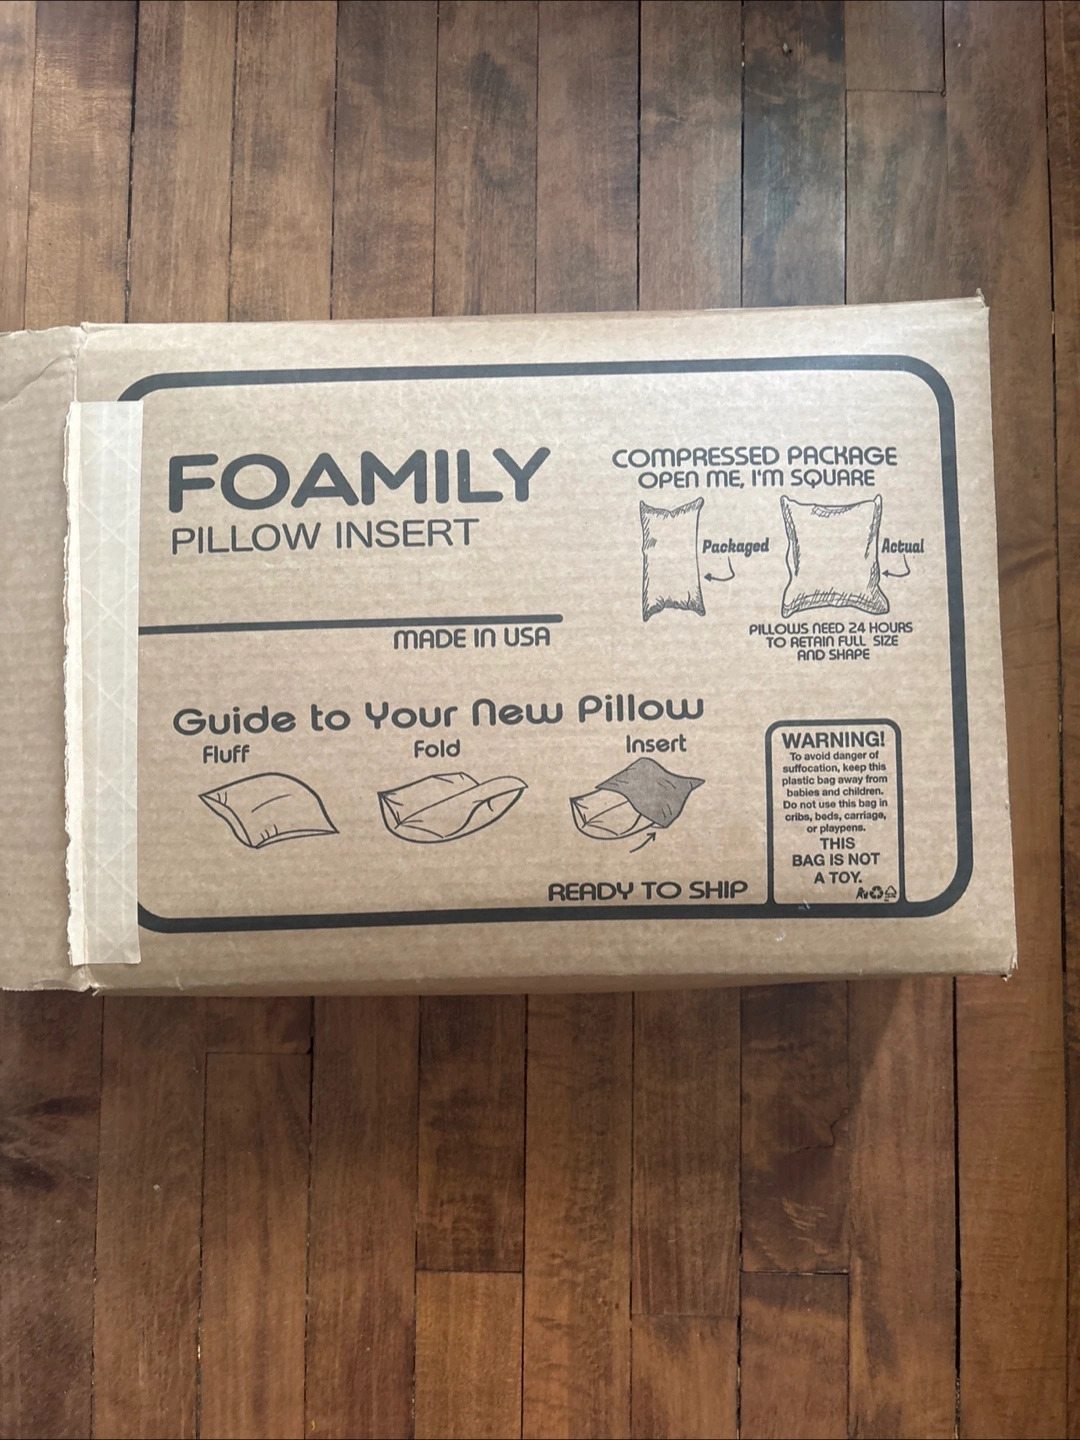 FOAMILY
PILLOW INSERT
MADE IN USA
COMPRESSED PACKAGE
OPEN ME, I'M SQUARE
Packaged
Actual
PILLOWS NEED 24 HOURS
TO RETAIN FULL SIZE
AND SHAPE
Guide to Your New Pillow
Fluff
Fold
Insert
READY TO SHIP
WARNING!
To avoid danger of
suffocation, keep this
plastic bag away from
babies and children.
Do not use this bag in
cribs, beds, carriage,
or playpens.
THIS
BAG IS NOT
A TOY.